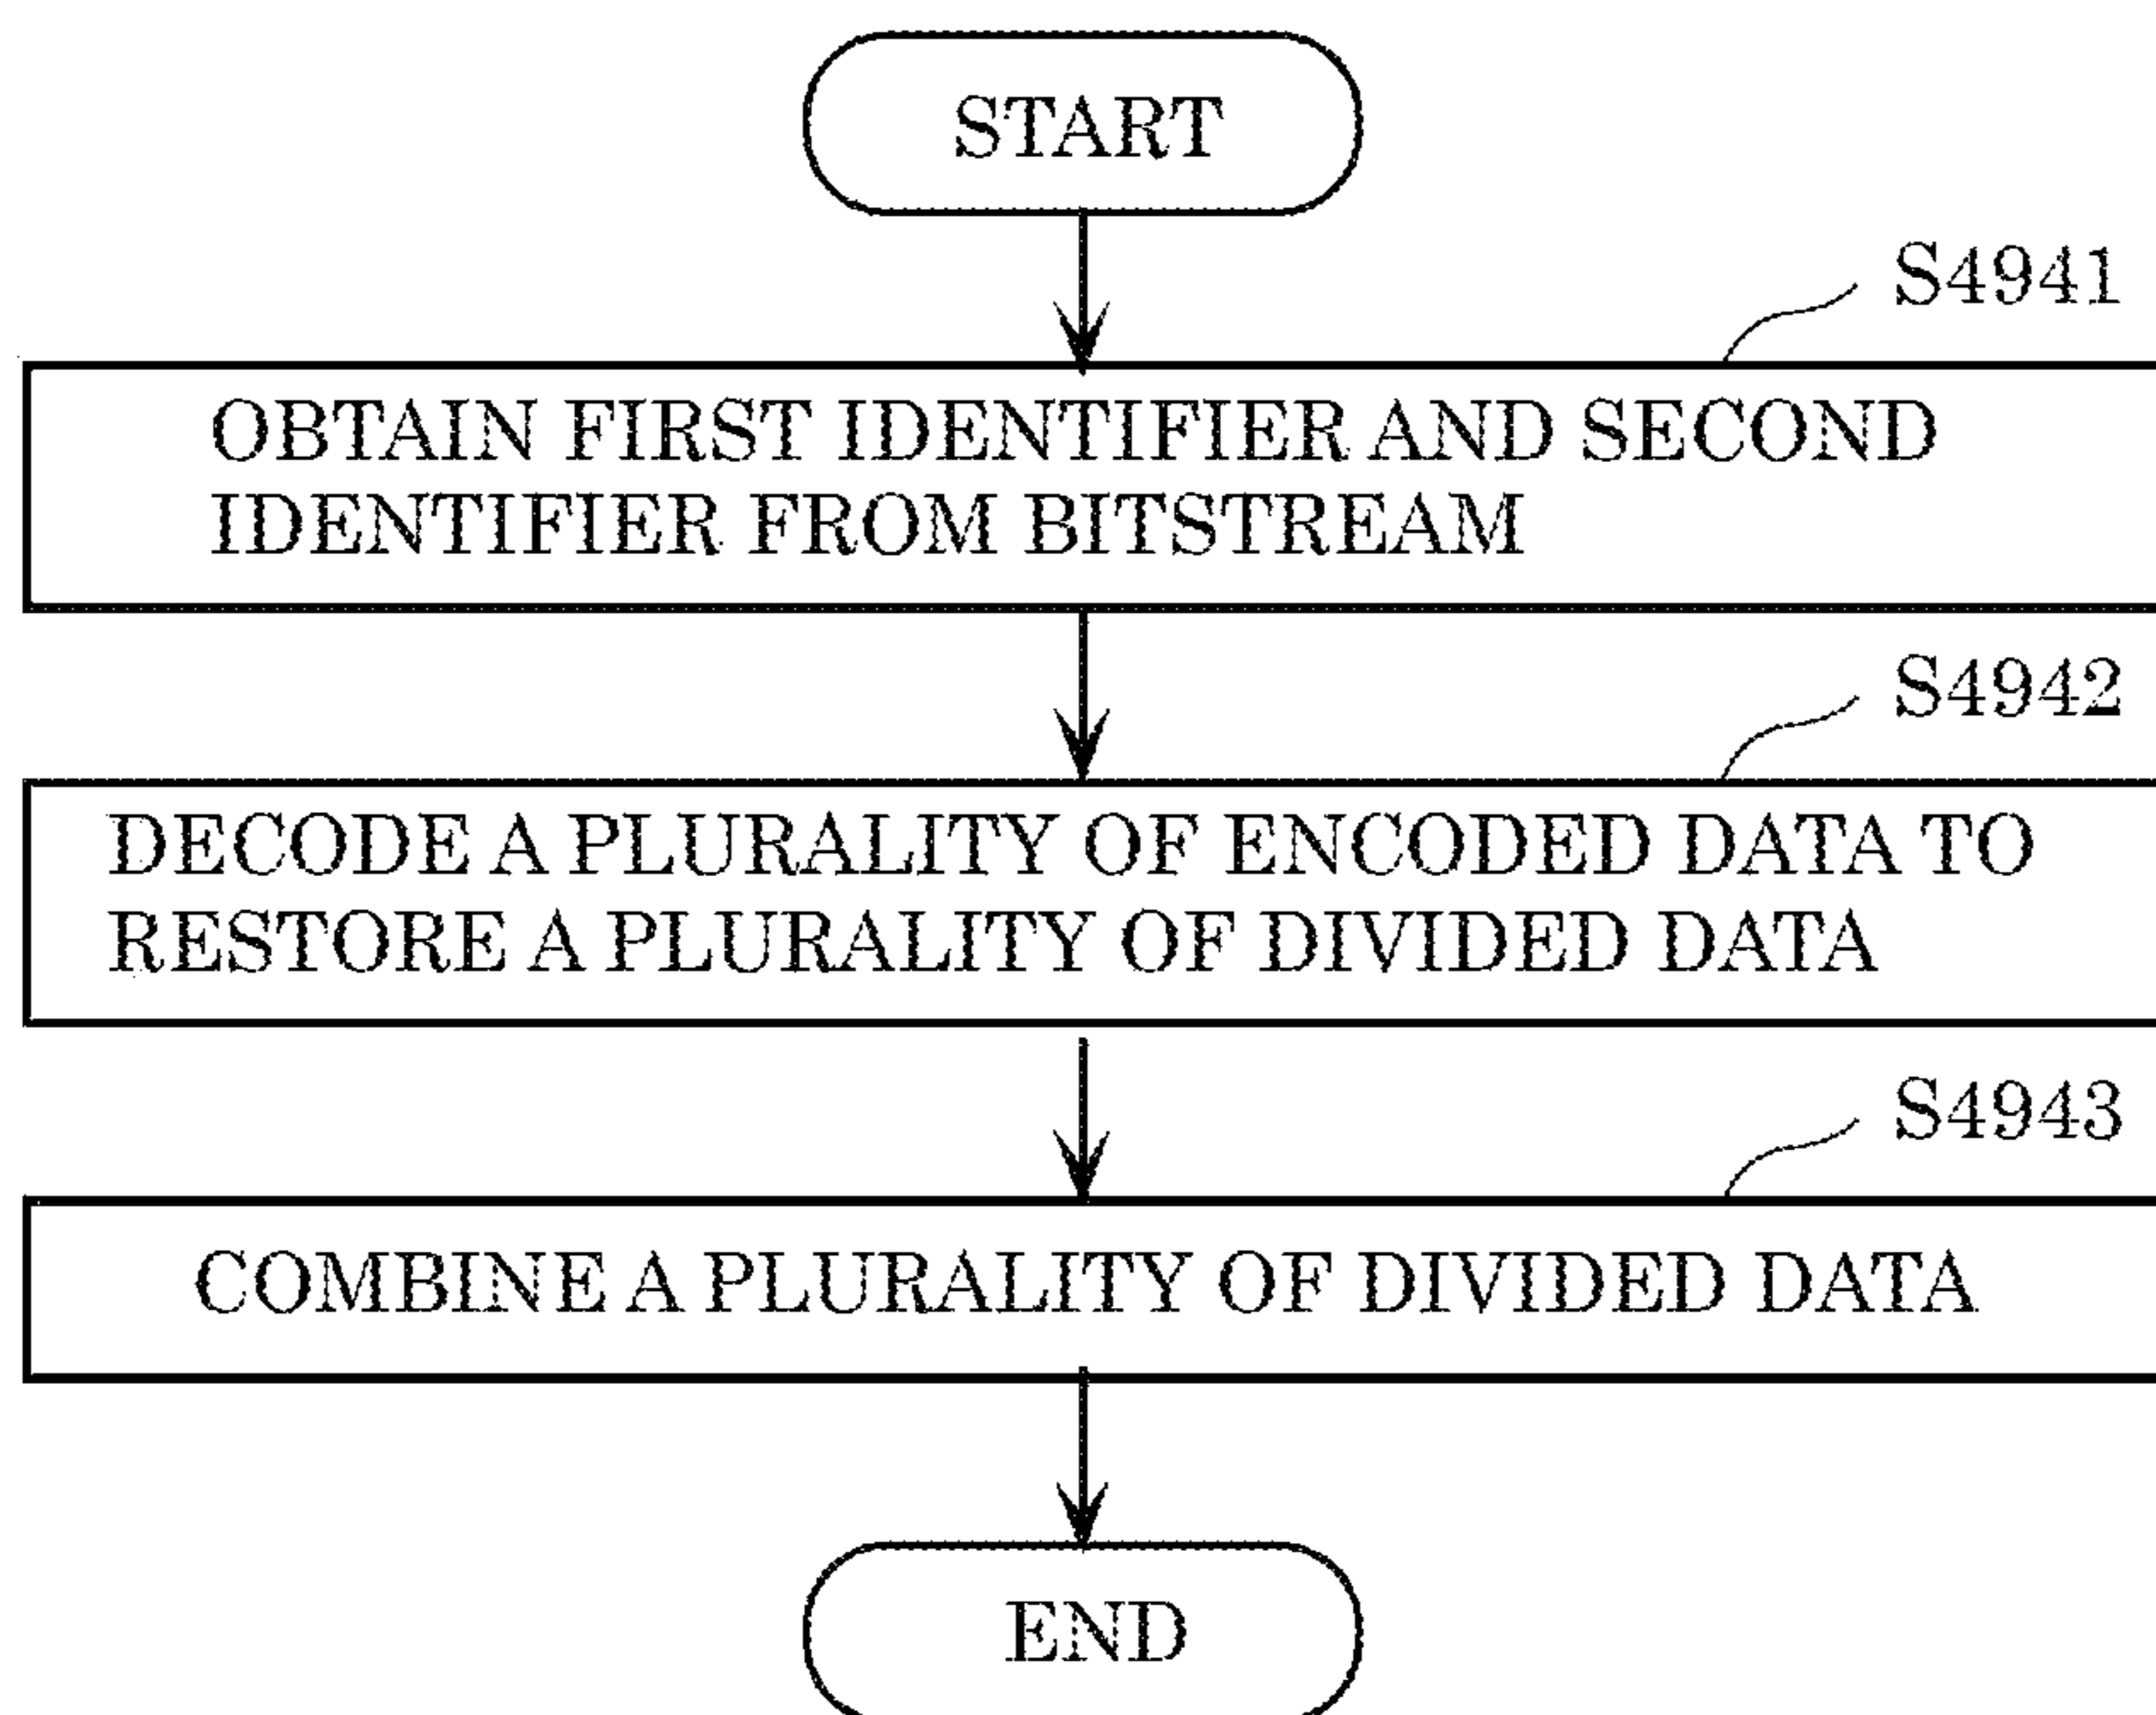 START
S4941
OBTAIN FIRST IDENTIFIER AND SECOND
IDENTIFIER FROM BITSTREAM
S4942
DECODE A PLURALITY OF ENCODED DATA TO
RESTORE A PLURALITY OF DIVIDED DATA
S4943
COMBINE A PLURALITY OF DIVIDED DATA
END